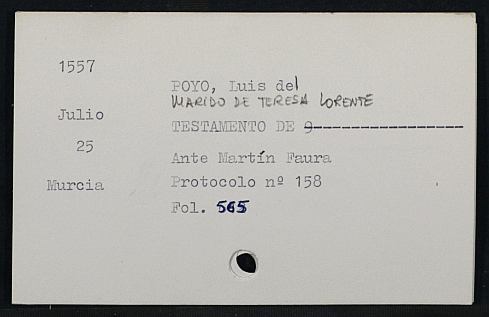 1557
POYO, Luis del
MARIDO DE TERESA LORENTE
Julio
TESTAMENTO DE 9-----------------
25
Ante Martín Faura
Murcia
Protocolo nº 158
Fol. 565